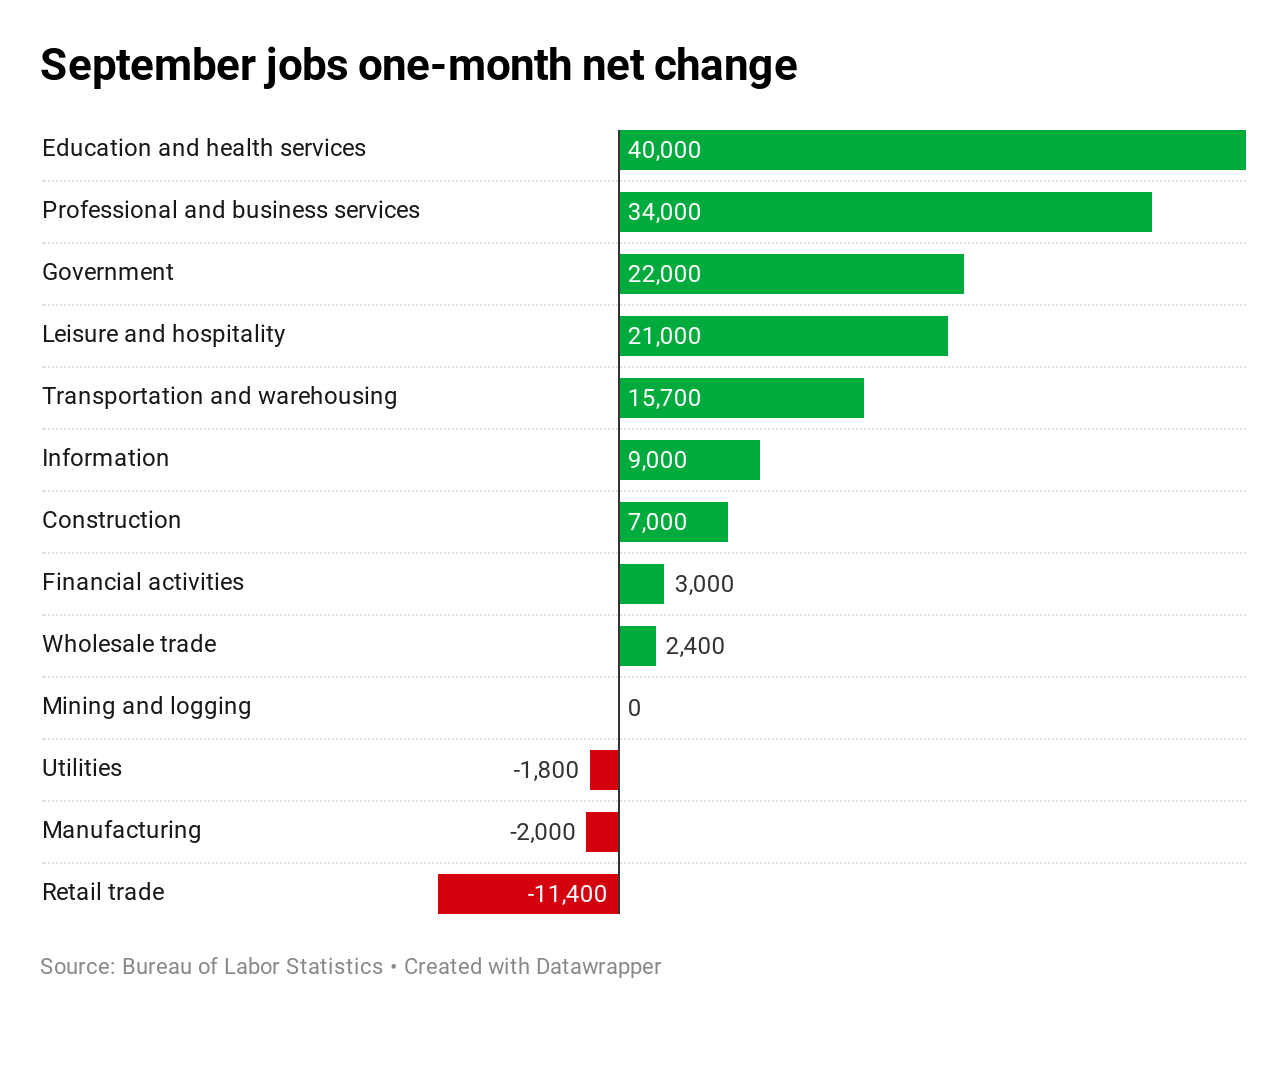 September jobs one-month net change
Education and health services 40,000
Professional and business services 34,000
Government 22,000
Leisure and hospitality 21,000
Transportation and warehousing 15,700
Information 9,000
Construction 7,000
Financial activities 3,000
Wholesale trade 2,400
Mining and logging 0
Utilities -1,800
Manufacturing -2,000
Retail trade -11,400
Source: Bureau of Labor Statistics • Created with Datawrapper